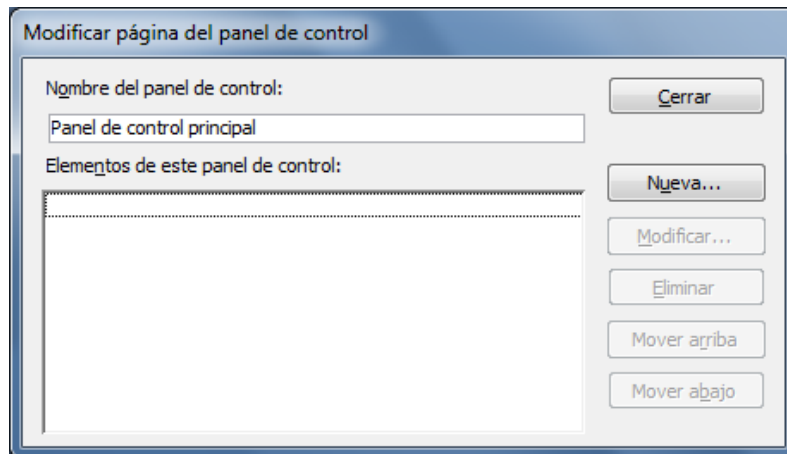 Modificar página del panel de control
Nombre del panel de control:
Cerrar
Panel de control principal
Elementos de este panel de control:
Nueva...
Modificar...
Eliminar
Mover arriba
Mover abajo